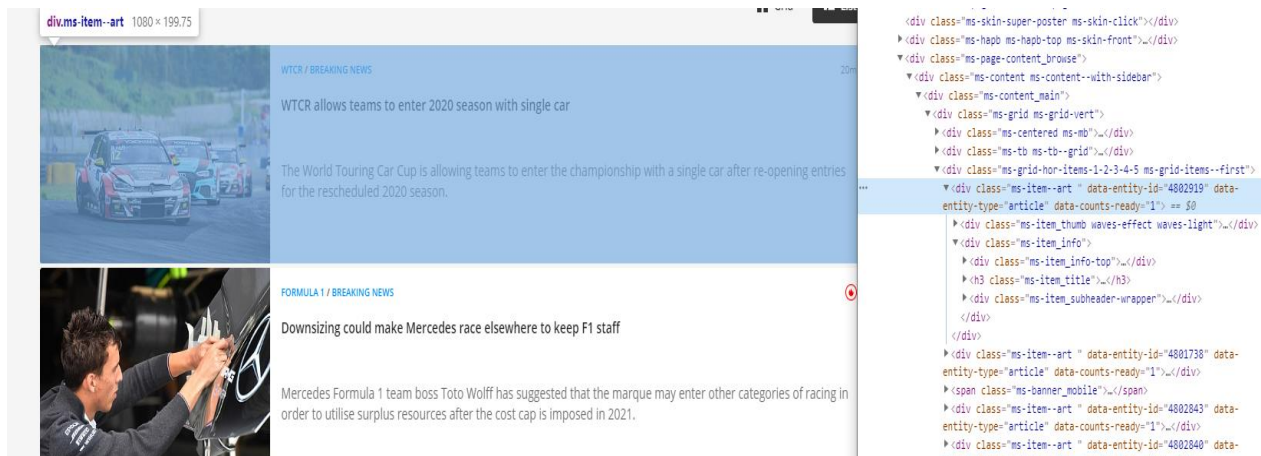 div.ms-item--art 1080 × 199.75
WTCR / BREAKING NEWS
20m
WTCR allows teams to enter 2020 season with single car
The World Touring Car Cup is allowing teams to enter the championship with a single car after re-opening entries
for the rescheduled 2020 season.
FORMULA 1 / BREAKING NEWS
Downsizing could make Mercedes race elsewhere to keep F1 staff
Mercedes Formula 1 team boss Toto Wolff has suggested that the marque may enter other categories of racing in
order to utilise surplus resources after the cost cap is imposed in 2021.
<div class="ms-skin-super-poster ms-skin-click"></div>
▶<div class="ms-hapb ms-hapb-top ms-skin-front">…</div>
▼<div class="ms-page-content_browse">
▼<div class="ms-content ms-content--with-sidebar">
▼<div class="ms-content_main">
▼<div class="ms-grid ms-grid-vert">
▶<div class="ms-centered ms-mb">…</div>
▶<div class="ms-tb ms-tb--grid">…</div>
▼<div class="ms-grid-hor-items-1-2-3-4-5 ms-grid-items--first">
… ▼<div class="ms-item--art " data-entity-id="4802919" data-
entity-type="article" data-counts-ready="1"> == $0
▶<div class="ms-item_thumb waves-effect waves-light">…</div>
▼<div class="ms-item_info">
▶<div class="ms-item_info-top">…</div>
▶<h3 class="ms-item_title">…</h3>
▶<div class="ms-item_subheader-wrapper">…</div>
</div>
</div>
▶<div class="ms-item--art " data-entity-id="4801738" data-
entity-type="article" data-counts-ready="1">…</div>
▶<span class="ms-banner_mobile">…</span>
▶<div class="ms-item--art " data-entity-id="4802843" data-
entity-type="article" data-counts-ready="1">…</div>
▶<div class="ms-item--art " data-entity-id="4802840" data-